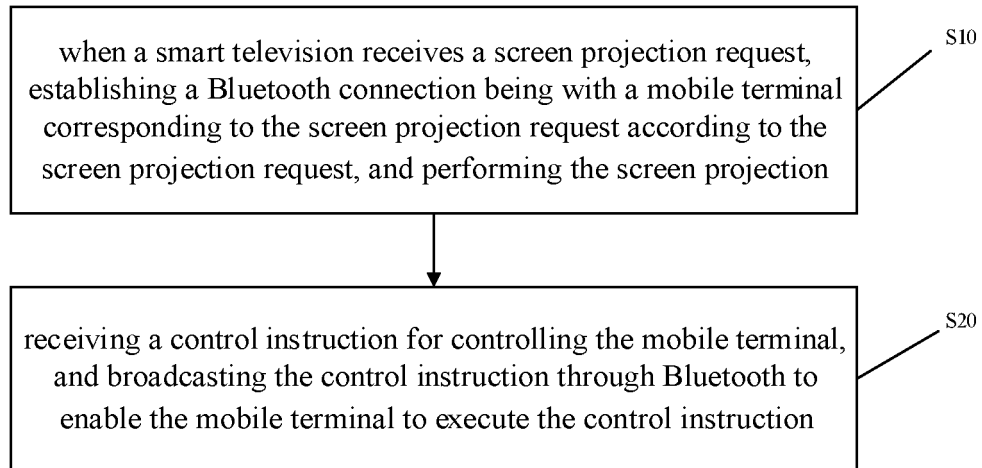 when a smart television receives a screen projection request,
establishing a Bluetooth connection being with a mobile terminal
corresponding to the screen projection request according to the
screen projection request, and performing the screen projection
S10
receiving a control instruction for controlling the mobile terminal,
and broadcasting the control instruction through Bluetooth to
enable the mobile terminal to execute the control instruction
S20